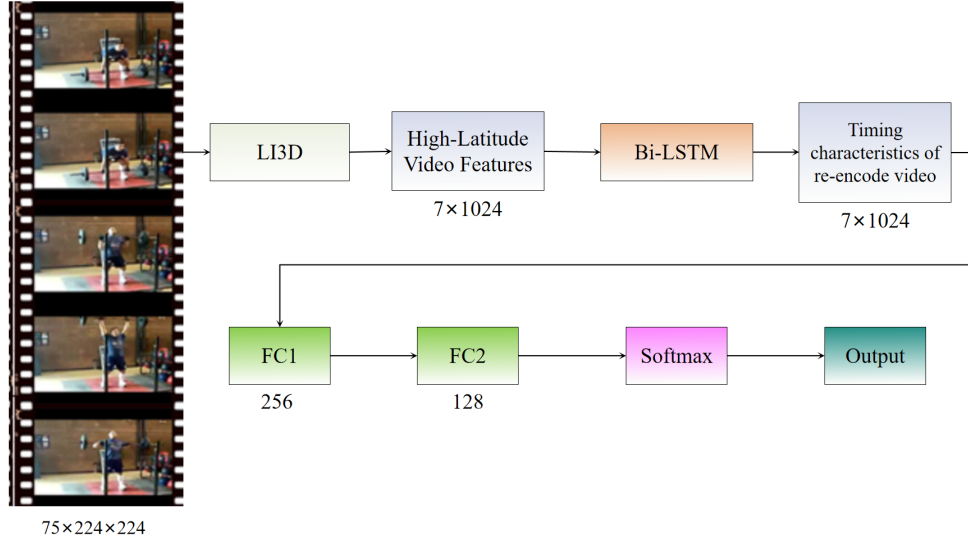 LI3D
High-Latitude
Video Features
7×1024
Bi-LSTM
Timing
characteristics of
re-encode video
7×1024
FC1
256
FC2
128
Softmax
Output
75×224×224